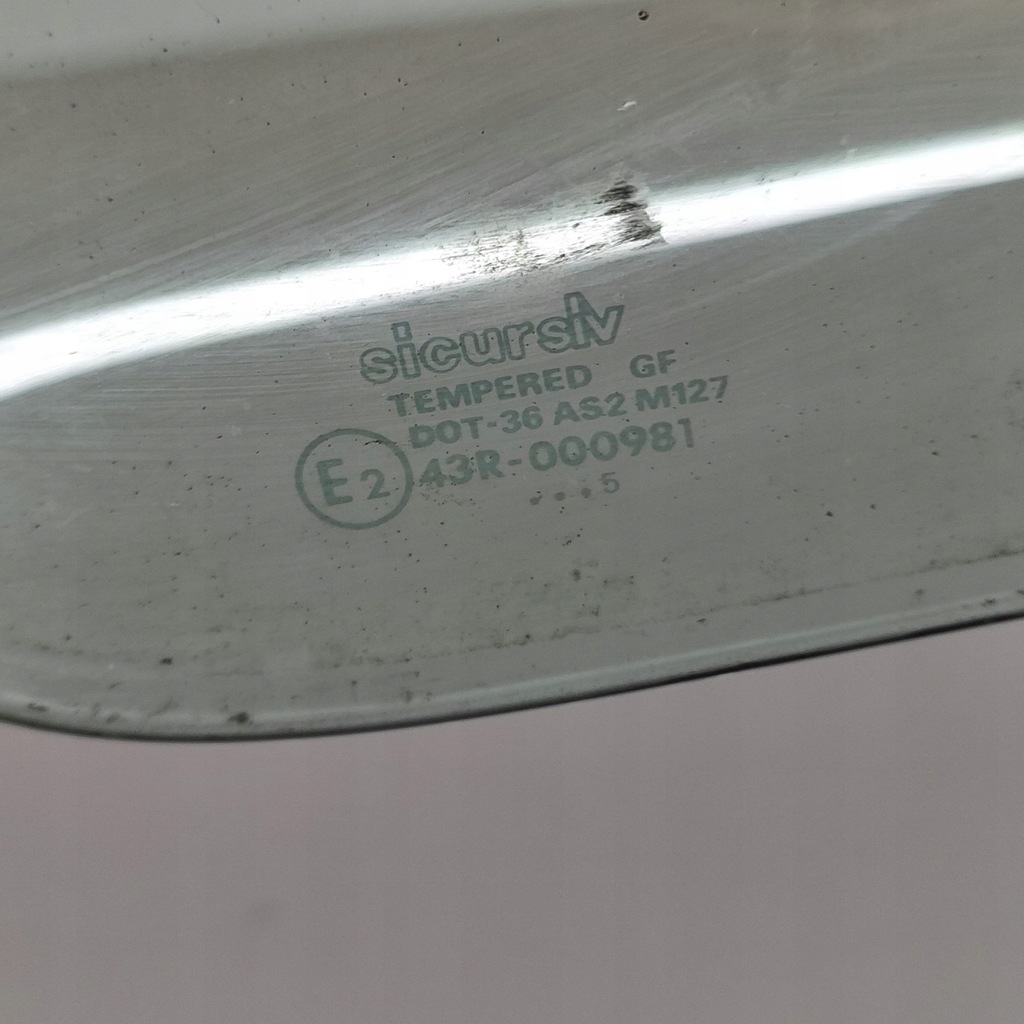 sicursiv
TEMPERED GF
DOT-36 AS2 M127
E2 43R-000981
...5